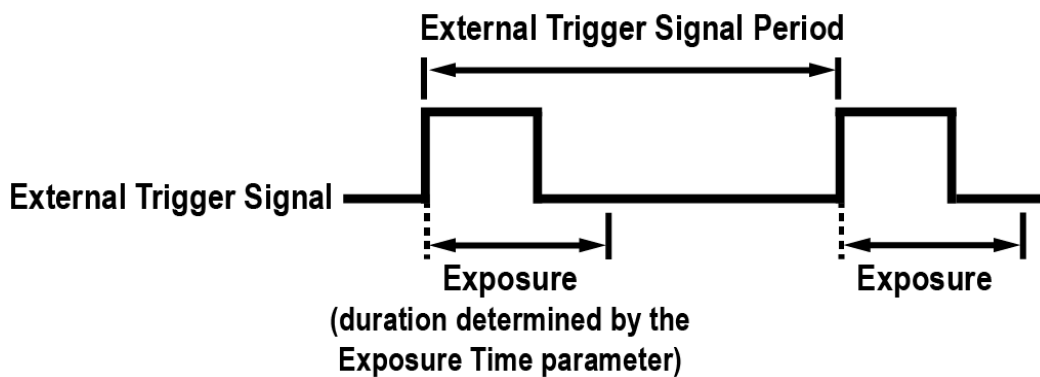 External Trigger Signal Period
External Trigger Signal
Exposure
(duration determined by the
Exposure Time parameter)
Exposure